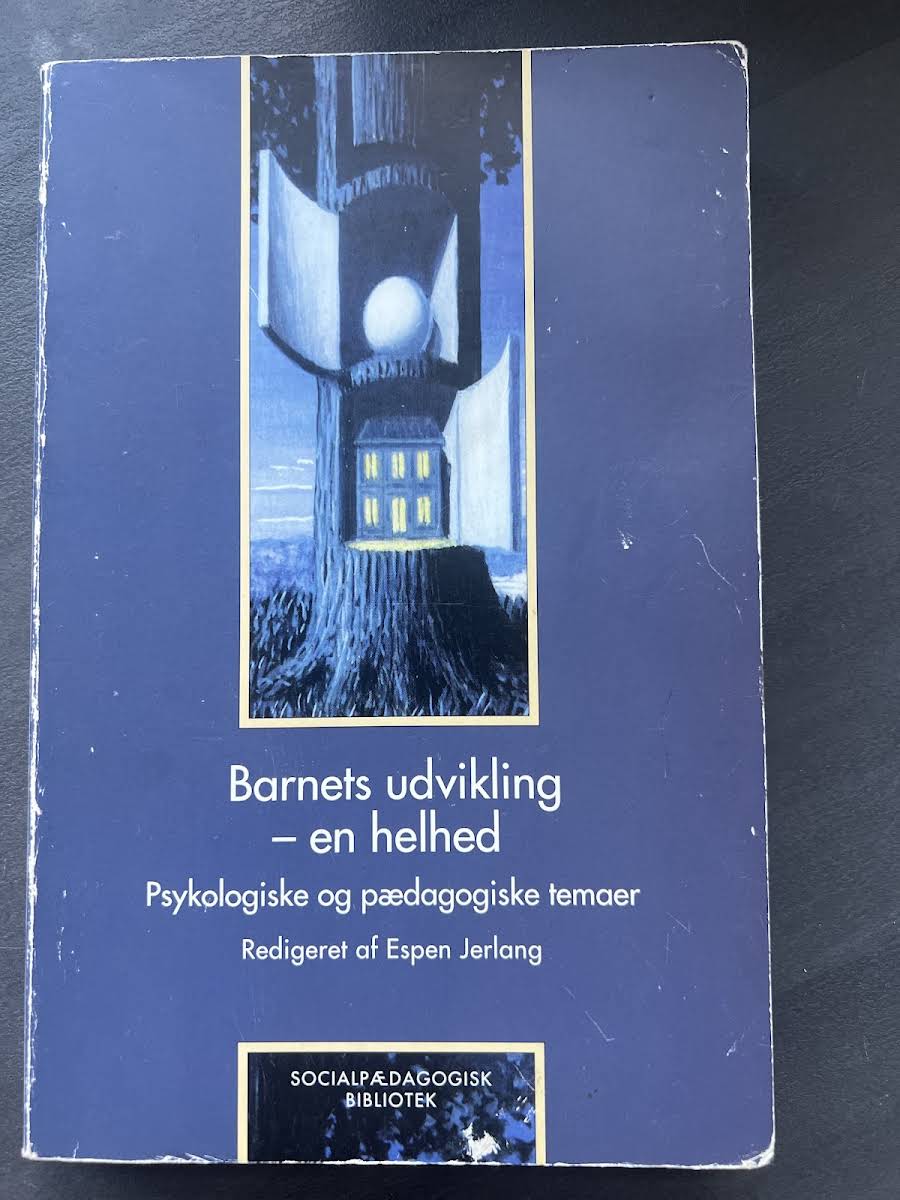 Barnets udvikling
– en helhed
Psykologiske og pædagogiske temaer
Redigeret af Espen Jerlang
SOCIALPÆDAGOGISK
BIBLIOTEK